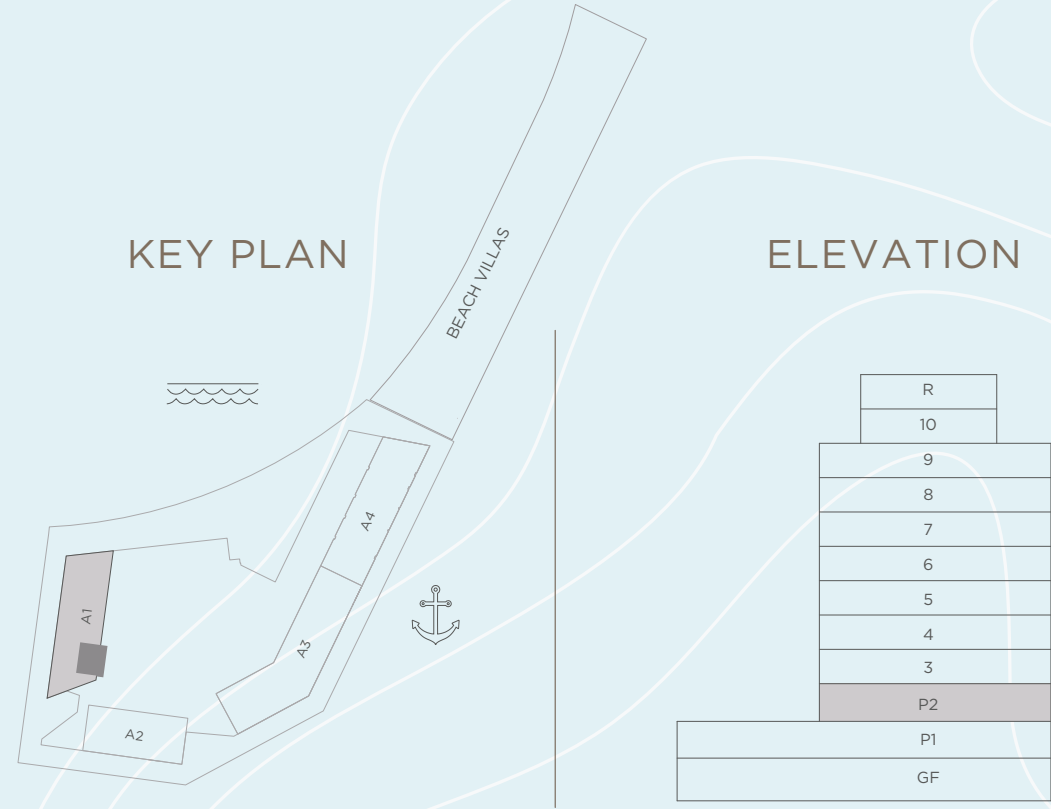 KEY PLAN
BEACH VILLAS
A4
A1
A3
A2
ELEVATION
R
10
9
8
7
6
5
4
3
P2
P1
GF